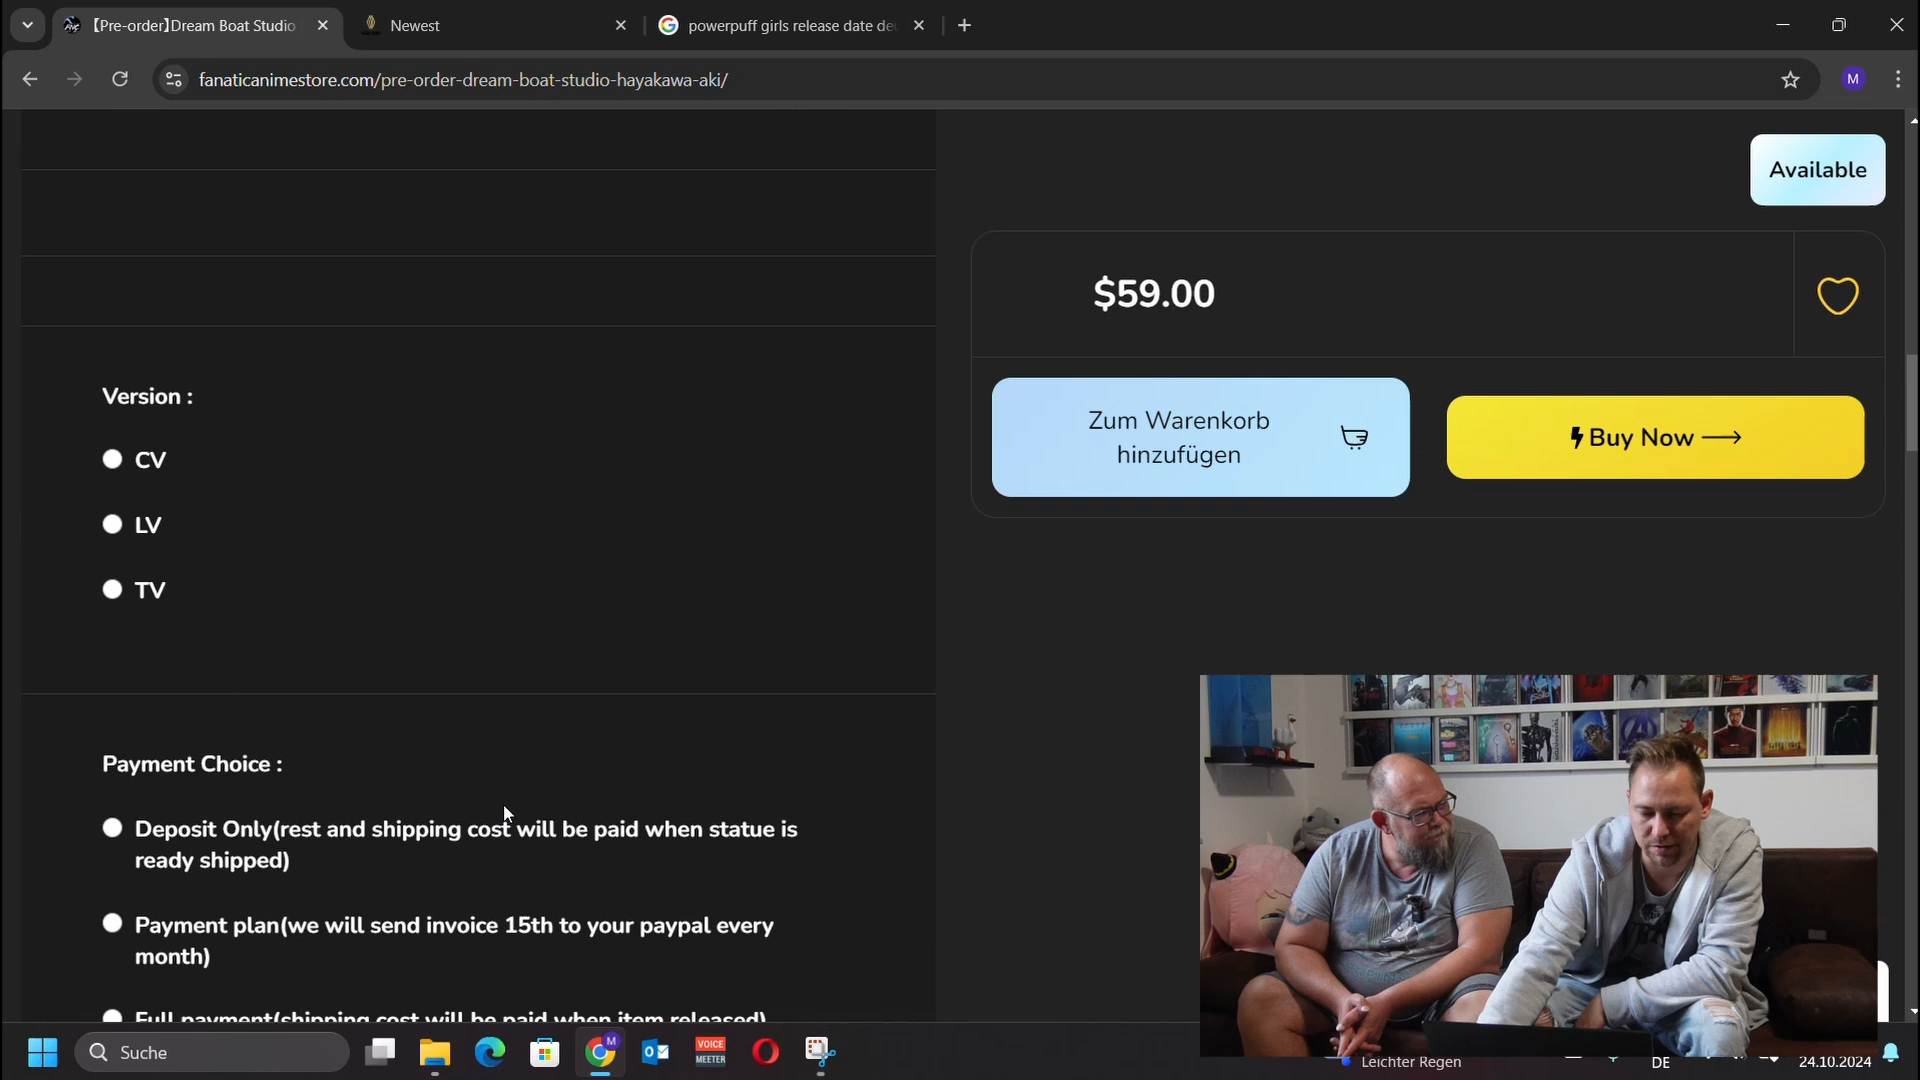 【Pre-order】Dream Boat Studio
Newest
powerpuff girls release date de
fanaticanimestore.com/pre-order-dream-boat-studio-hayakawa-aki/
M
Available
$59.00
Zum Warenkorb
hinzufügen
Buy Now
Version :
CV
LV
TV
Payment Choice :
Deposit Only(rest and shipping cost will be paid when statue is
ready shipped)
Payment plan(we will send invoice 15th to your paypal every
month)
Full payment(shipping cost will be paid when item released)
Suche
M
VOICE
MEETER
Leichter Regen
DE
24.10.2024